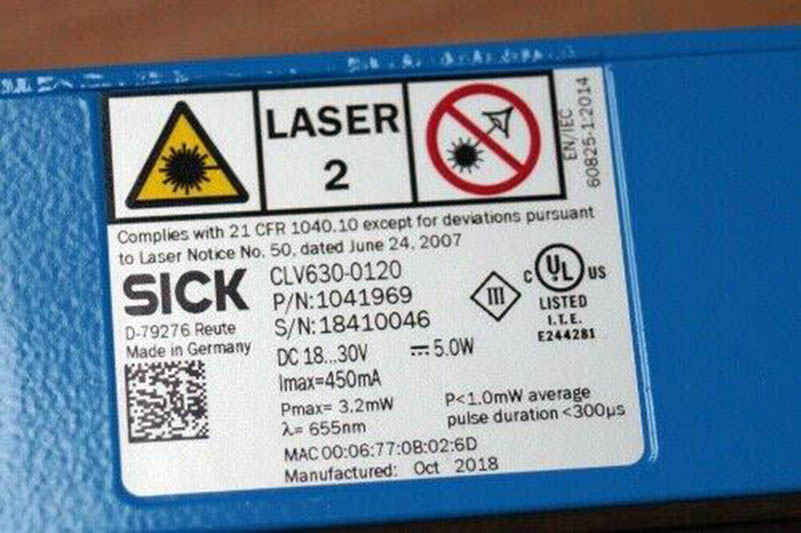 LASER
2
EN/IEC
60825-1:2014
Complies with 21 CFR 1040.10 except for deviations pursuant
to Laser Notice No. 50, dated June 24, 2007
SICK
D-79276 Reute
Made in Germany
CLV630-0120
P/N:1041969
S/N:18410046
III
C UL US
LISTED
I.T.E.
E244281
DC 18...30V ⎓ 5.0W
Imax=450mA
Pmax= 3.2mW
λ= 655nm
P<1.0mW average
pulse duration <300µs
MAC 00:06:77:0B:02:6D
Manufactured: Oct 2018